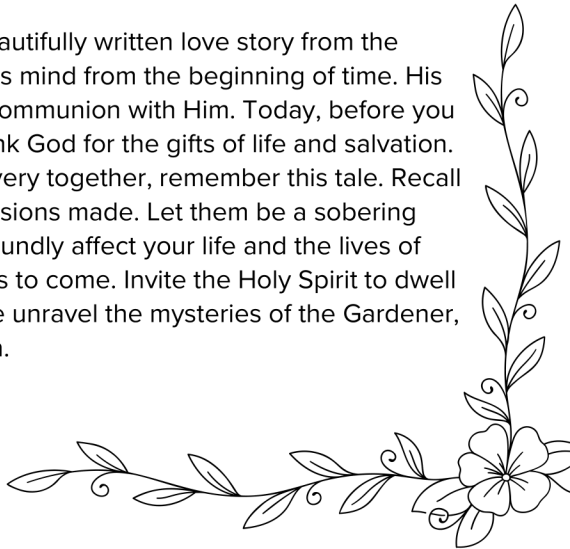 autifully written love story from the
s mind from the beginning of time. His
ommunion with Him. Today, before you
nk God for the gifts of life and salvation.
very together, remember this tale. Recall
sions made. Let them be a sobering
undly affect your life and the lives of
s to come. Invite the Holy Spirit to dwell
e unravel the mysteries of the Gardener,